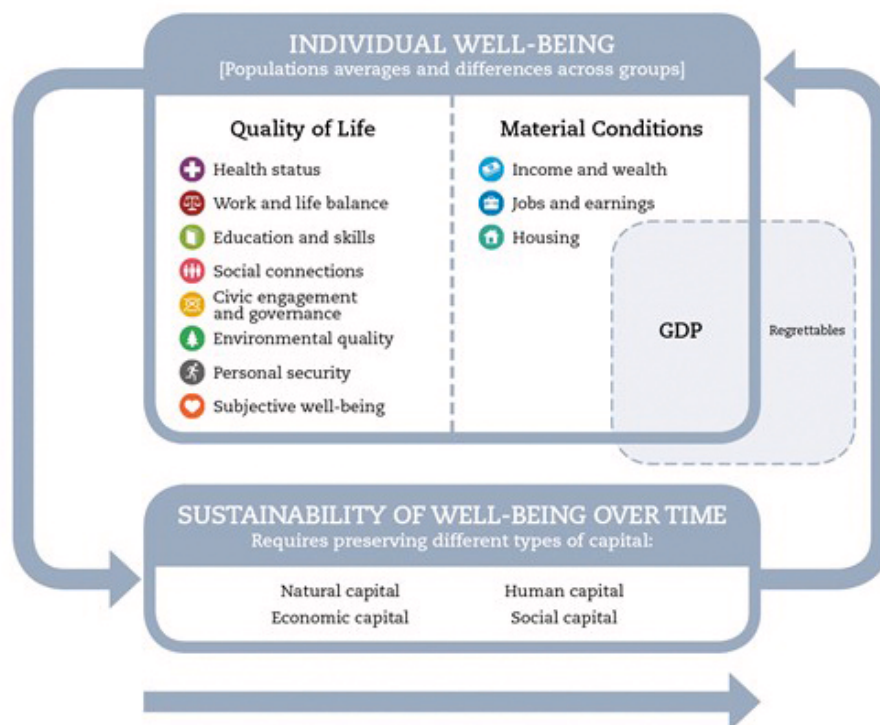 INDIVIDUAL WELL-BEING
[Populations averages and differences across groups]
Quality of Life
Health status
Work and life balance
Education and skills
Social connections
Civic engagement
and governance
Environmental quality
Personal security
Subjective well-being
Material Conditions
Income and wealth
Jobs and earnings
Housing
GDP
Regrettables
SUSTAINABILITY OF WELL-BEING OVER TIME
Requires preserving different types of capital:
Natural capital
Human capital
Economic capital
Social capital